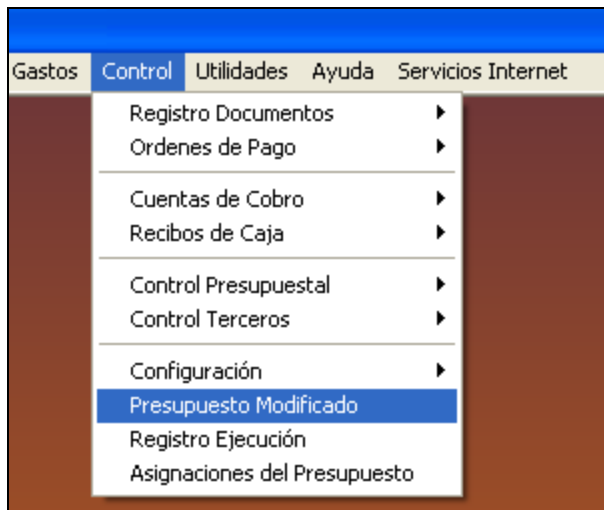 Gastos Control Utilidades Ayuda Servicios Internet
Registro Documentos
Ordenes de Pago
Cuentas de Cobro
Recibos de Caja
Control Presupuestal
Control Terceros
Configuración
Presupuesto Modificado
Registro Ejecución
Asignaciones del Presupuesto